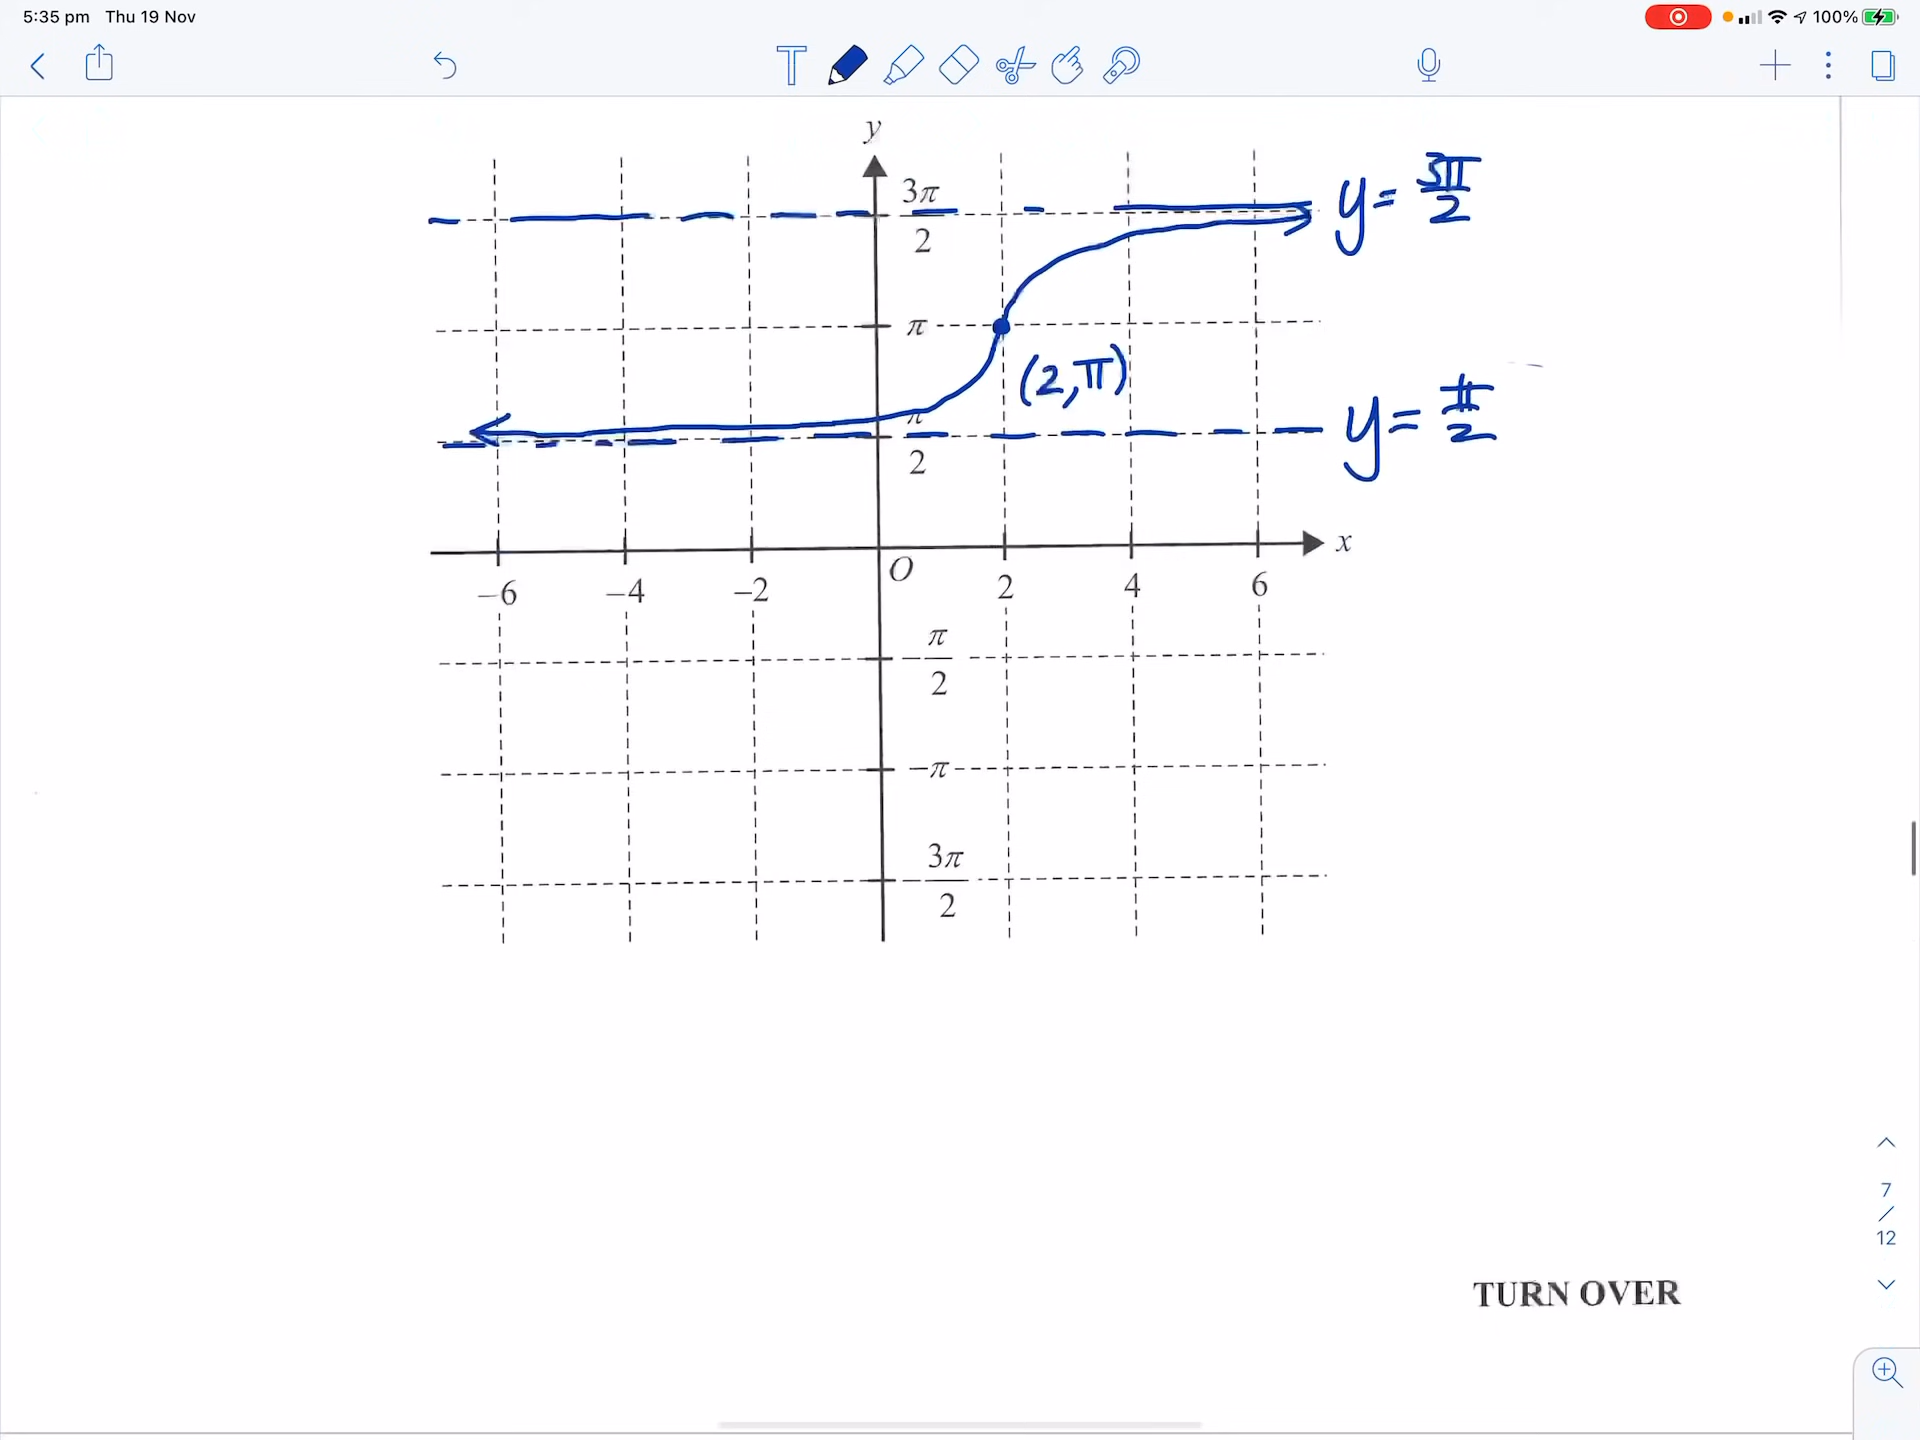 5:35 pm Thu 19 Nov
100%
T
y
3π
2
y = 3π/2
π
(2, π)
π
2
y = π/2
x
O
−6 −4 −2 2 4 6
π
2
−π
3π
2
7
/
12
TURN OVER